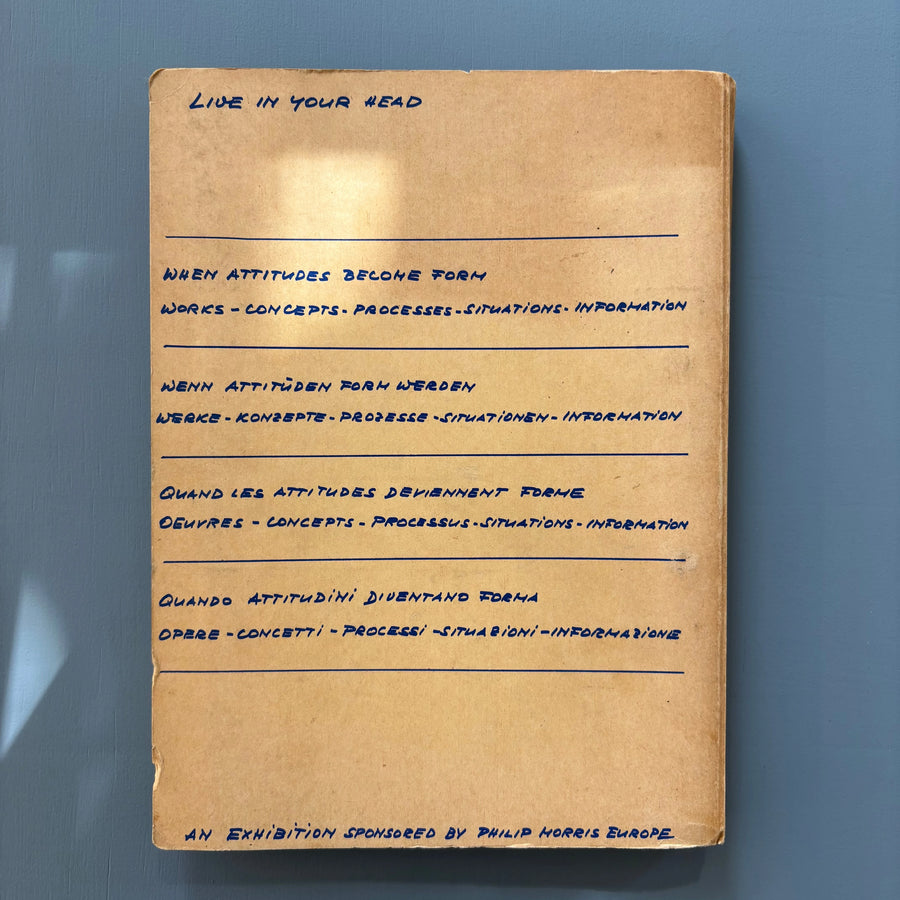 LIVE IN YOUR HEAD
WHEN ATTITUDES BECOME FORM
WORKS - CONCEPTS - PROCESSES - SITUATIONS - INFORMATION
WENN ATTITÜDEN FORM WERDEN
WERKE - KONZEPTE - PROZESSE - SITUATIONEN - INFORMATION
QUAND LES ATTITUDES DEVIENNENT FORME
OEUVRES - CONCEPTS - PROCESSUS - SITUATIONS - INFORMATION
QUANDO ATTITUDINI DIVENTANO FORMA
OPERE - CONCETTI - PROCESSI - SITUAZIONI - INFORMAZIONE
AN EXHIBITION SPONSORED BY PHILIP MORRIS EUROPE